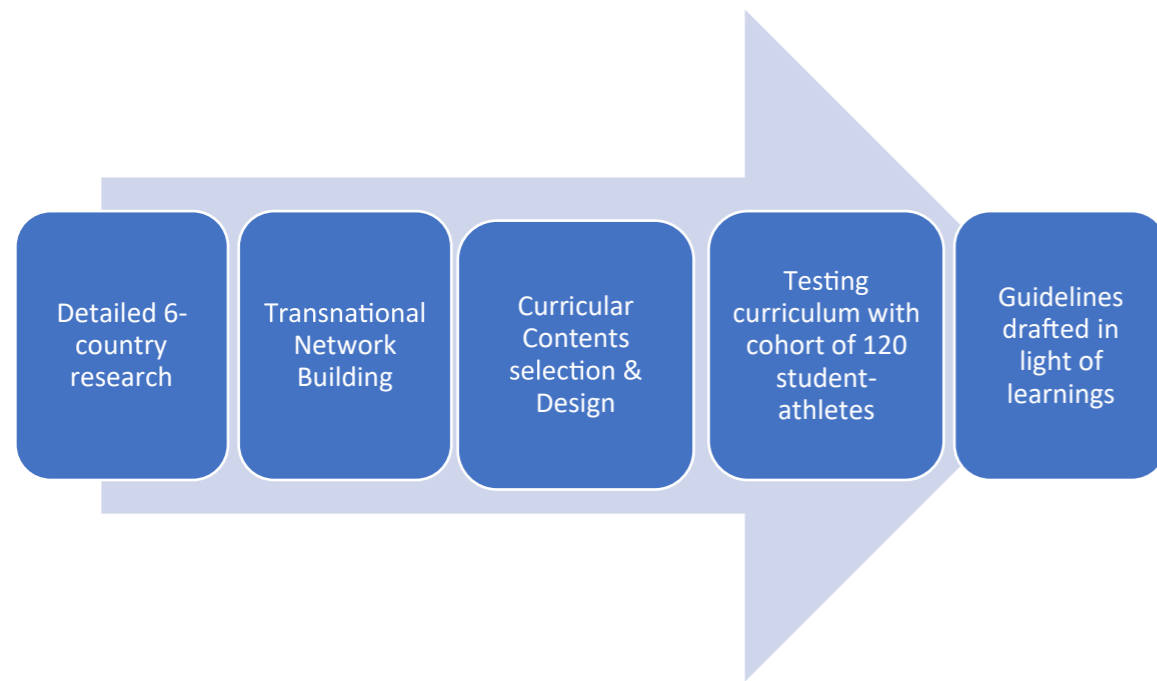 Detailed 6-
country
research
Transnational
Network
Building
Curricular
Contents
selection &
Design
Testing
curriculum with
cohort of 120
student-
athletes
Guidelines
drafted in
light of
learnings